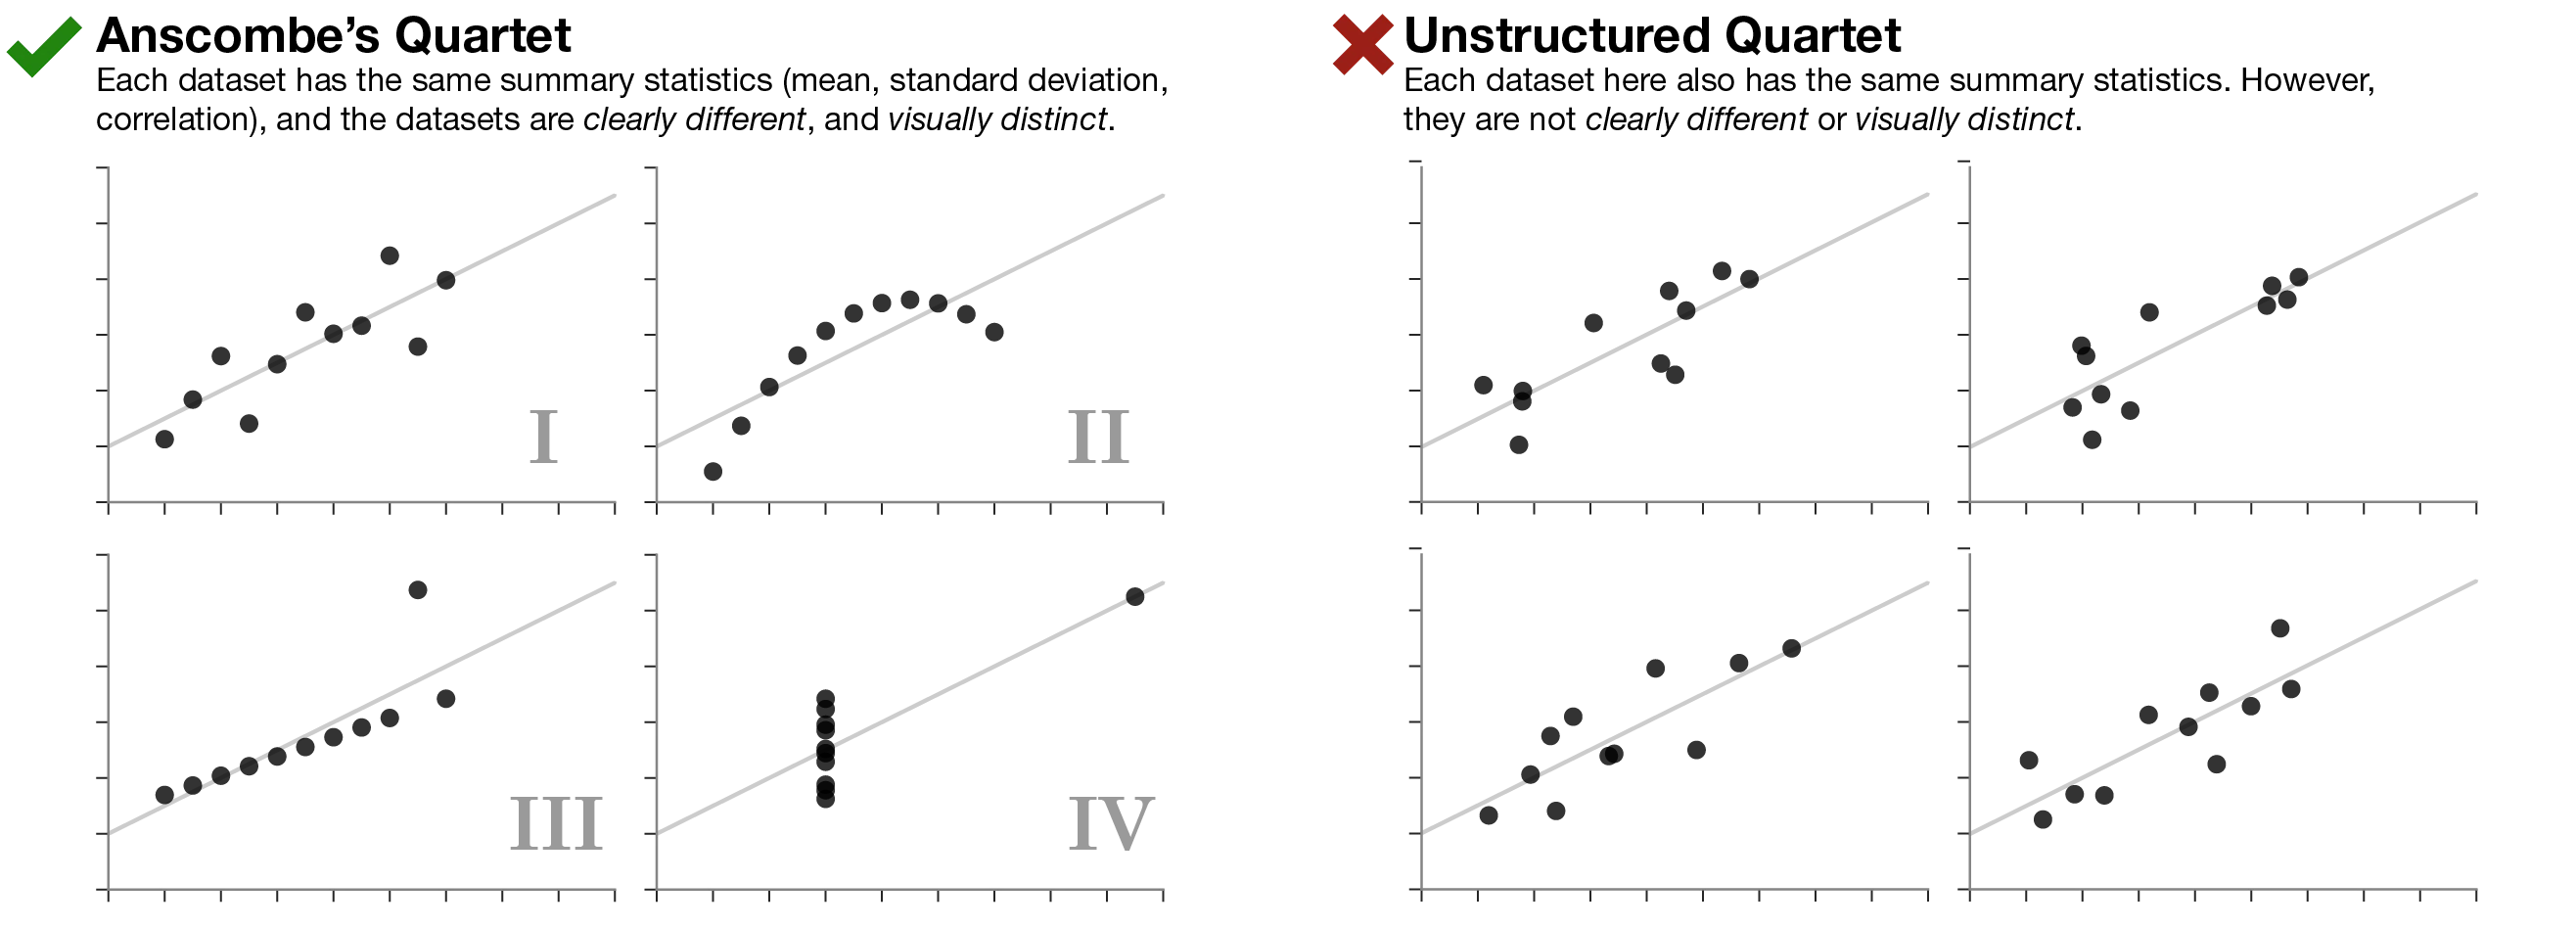 Anscombe’s Quartet
Each dataset has the same summary statistics (mean, standard deviation,
correlation), and the datasets are clearly different, and visually distinct.
I
II
III
IV
Unstructured Quartet
Each dataset here also has the same summary statistics. However,
they are not clearly different or visually distinct.